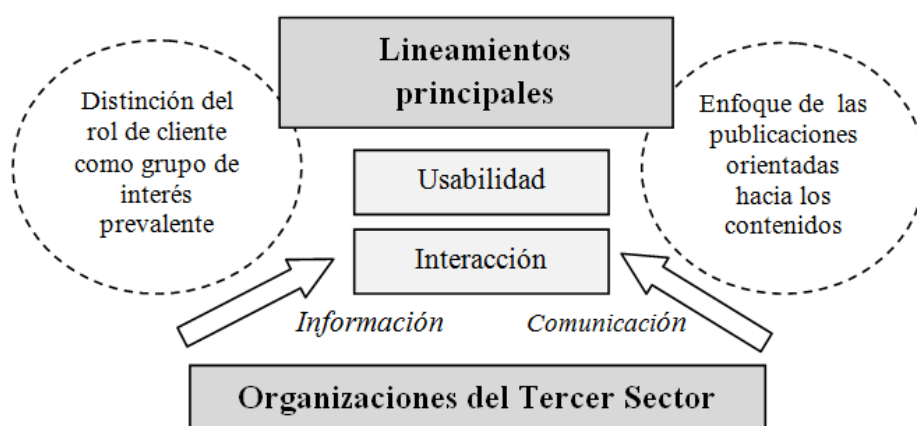 Lineamientos
principales
Distinción del
rol de cliente
como grupo de
interés
prevalente
Enfoque de las
publicaciones
orientadas
hacia los
contenidos
Usabilidad
Interacción
Información
Comunicación
Organizaciones del Tercer Sector